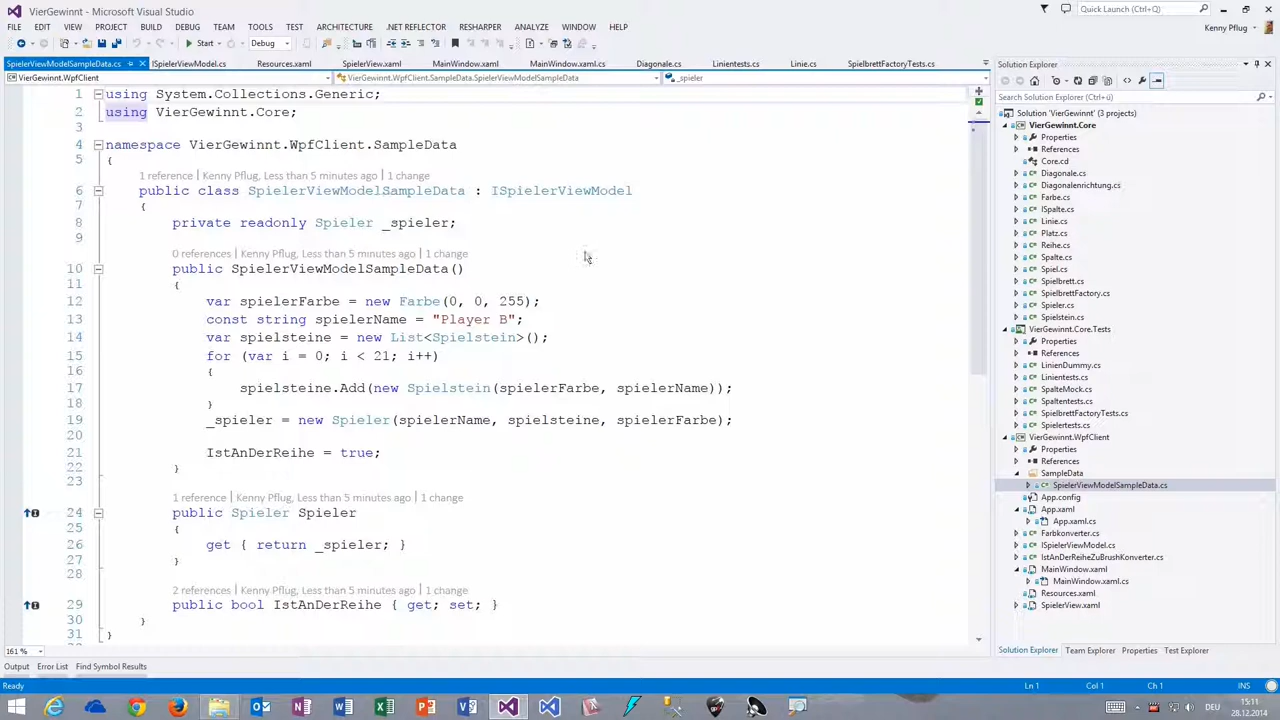 VierGewinnt - Microsoft Visual Studio
Quick Launch (Ctrl+Q)
FILE EDIT VIEW PROJECT BUILD DEBUG TEAM TOOLS TEST ARCHITECTURE .NET REFLECTOR RESHARPER ANALYZE WINDOW HELP
Kenny Pflug
Start Debug
SpielerViewModelSampleData.cs ISpielerViewModel.cs Resources.xaml SpielerView.xaml MainWindow.xaml MainWindow.xaml.cs Diagonale.cs Linientests.cs Linie.cs SpielbrettFactoryTests.cs
VierGewinnt.WpfClient VierGewinnt.WpfClient.SampleData.SpielerViewModelSampleData _spieler
1 using System.Collections.Generic;
2 using VierGewinnt.Core;
3
4 namespace VierGewinnt.WpfClient.SampleData
5 {
1 reference | Kenny Pflug, Less than 5 minutes ago | 1 change
6 public class SpielerViewModelSampleData : ISpielerViewModel
7 {
8 private readonly Spieler _spieler;
9
0 references | Kenny Pflug, Less than 5 minutes ago | 1 change
10 public SpielerViewModelSampleData()
11 {
12 var spielerFarbe = new Farbe(0, 0, 255);
13 const string spielerName = "Player B";
14 var spielsteine = new List<Spielstein>();
15 for (var i = 0; i < 21; i++)
16 {
17 spielsteine.Add(new Spielstein(spielerFarbe, spielerName));
18 }
19 _spieler = new Spieler(spielerName, spielsteine, spielerFarbe);
20
21 IstAnDerReihe = true;
22 }
23
1 reference | Kenny Pflug, Less than 5 minutes ago | 1 change
24 public Spieler Spieler
25 {
26 get { return _spieler; }
27 }
28
2 references | Kenny Pflug, Less than 5 minutes ago | 1 change
29 public bool IstAnDerReihe { get; set; }
30 }
31 }
161 %
Solution Explorer
Search Solution Explorer (Ctrl+ü)
Solution 'VierGewinnt' (3 projects)
VierGewinnt.Core
Properties
References
Core.cd
Diagonale.cs
Diagonalenrichtung.cs
Farbe.cs
ISpalte.cs
Linie.cs
Platz.cs
Reihe.cs
Spalte.cs
Spiel.cs
Spielbrett.cs
SpielbrettFactory.cs
Spieler.cs
Spielstein.cs
VierGewinnt.Core.Tests
Properties
References
LinienDummy.cs
Linientests.cs
SpalteMock.cs
Spaltentests.cs
SpielbrettFactoryTests.cs
Spielertests.cs
VierGewinnt.WpfClient
Properties
References
SampleData
SpielerViewModelSampleData.cs
App.config
App.xaml
App.xaml.cs
Farbkonverter.cs
ISpielerViewModel.cs
IstAnDerReiheZuBrushKonverter.cs
MainWindow.xaml
MainWindow.xaml.cs
Resources.xaml
SpielerView.xaml
Solution Explorer Team Explorer Properties Test Explorer
Output Error List Find Symbol Results
Ready Ln 1 Col 1 Ch 1 INS
DEU 15:11
28.12.2014